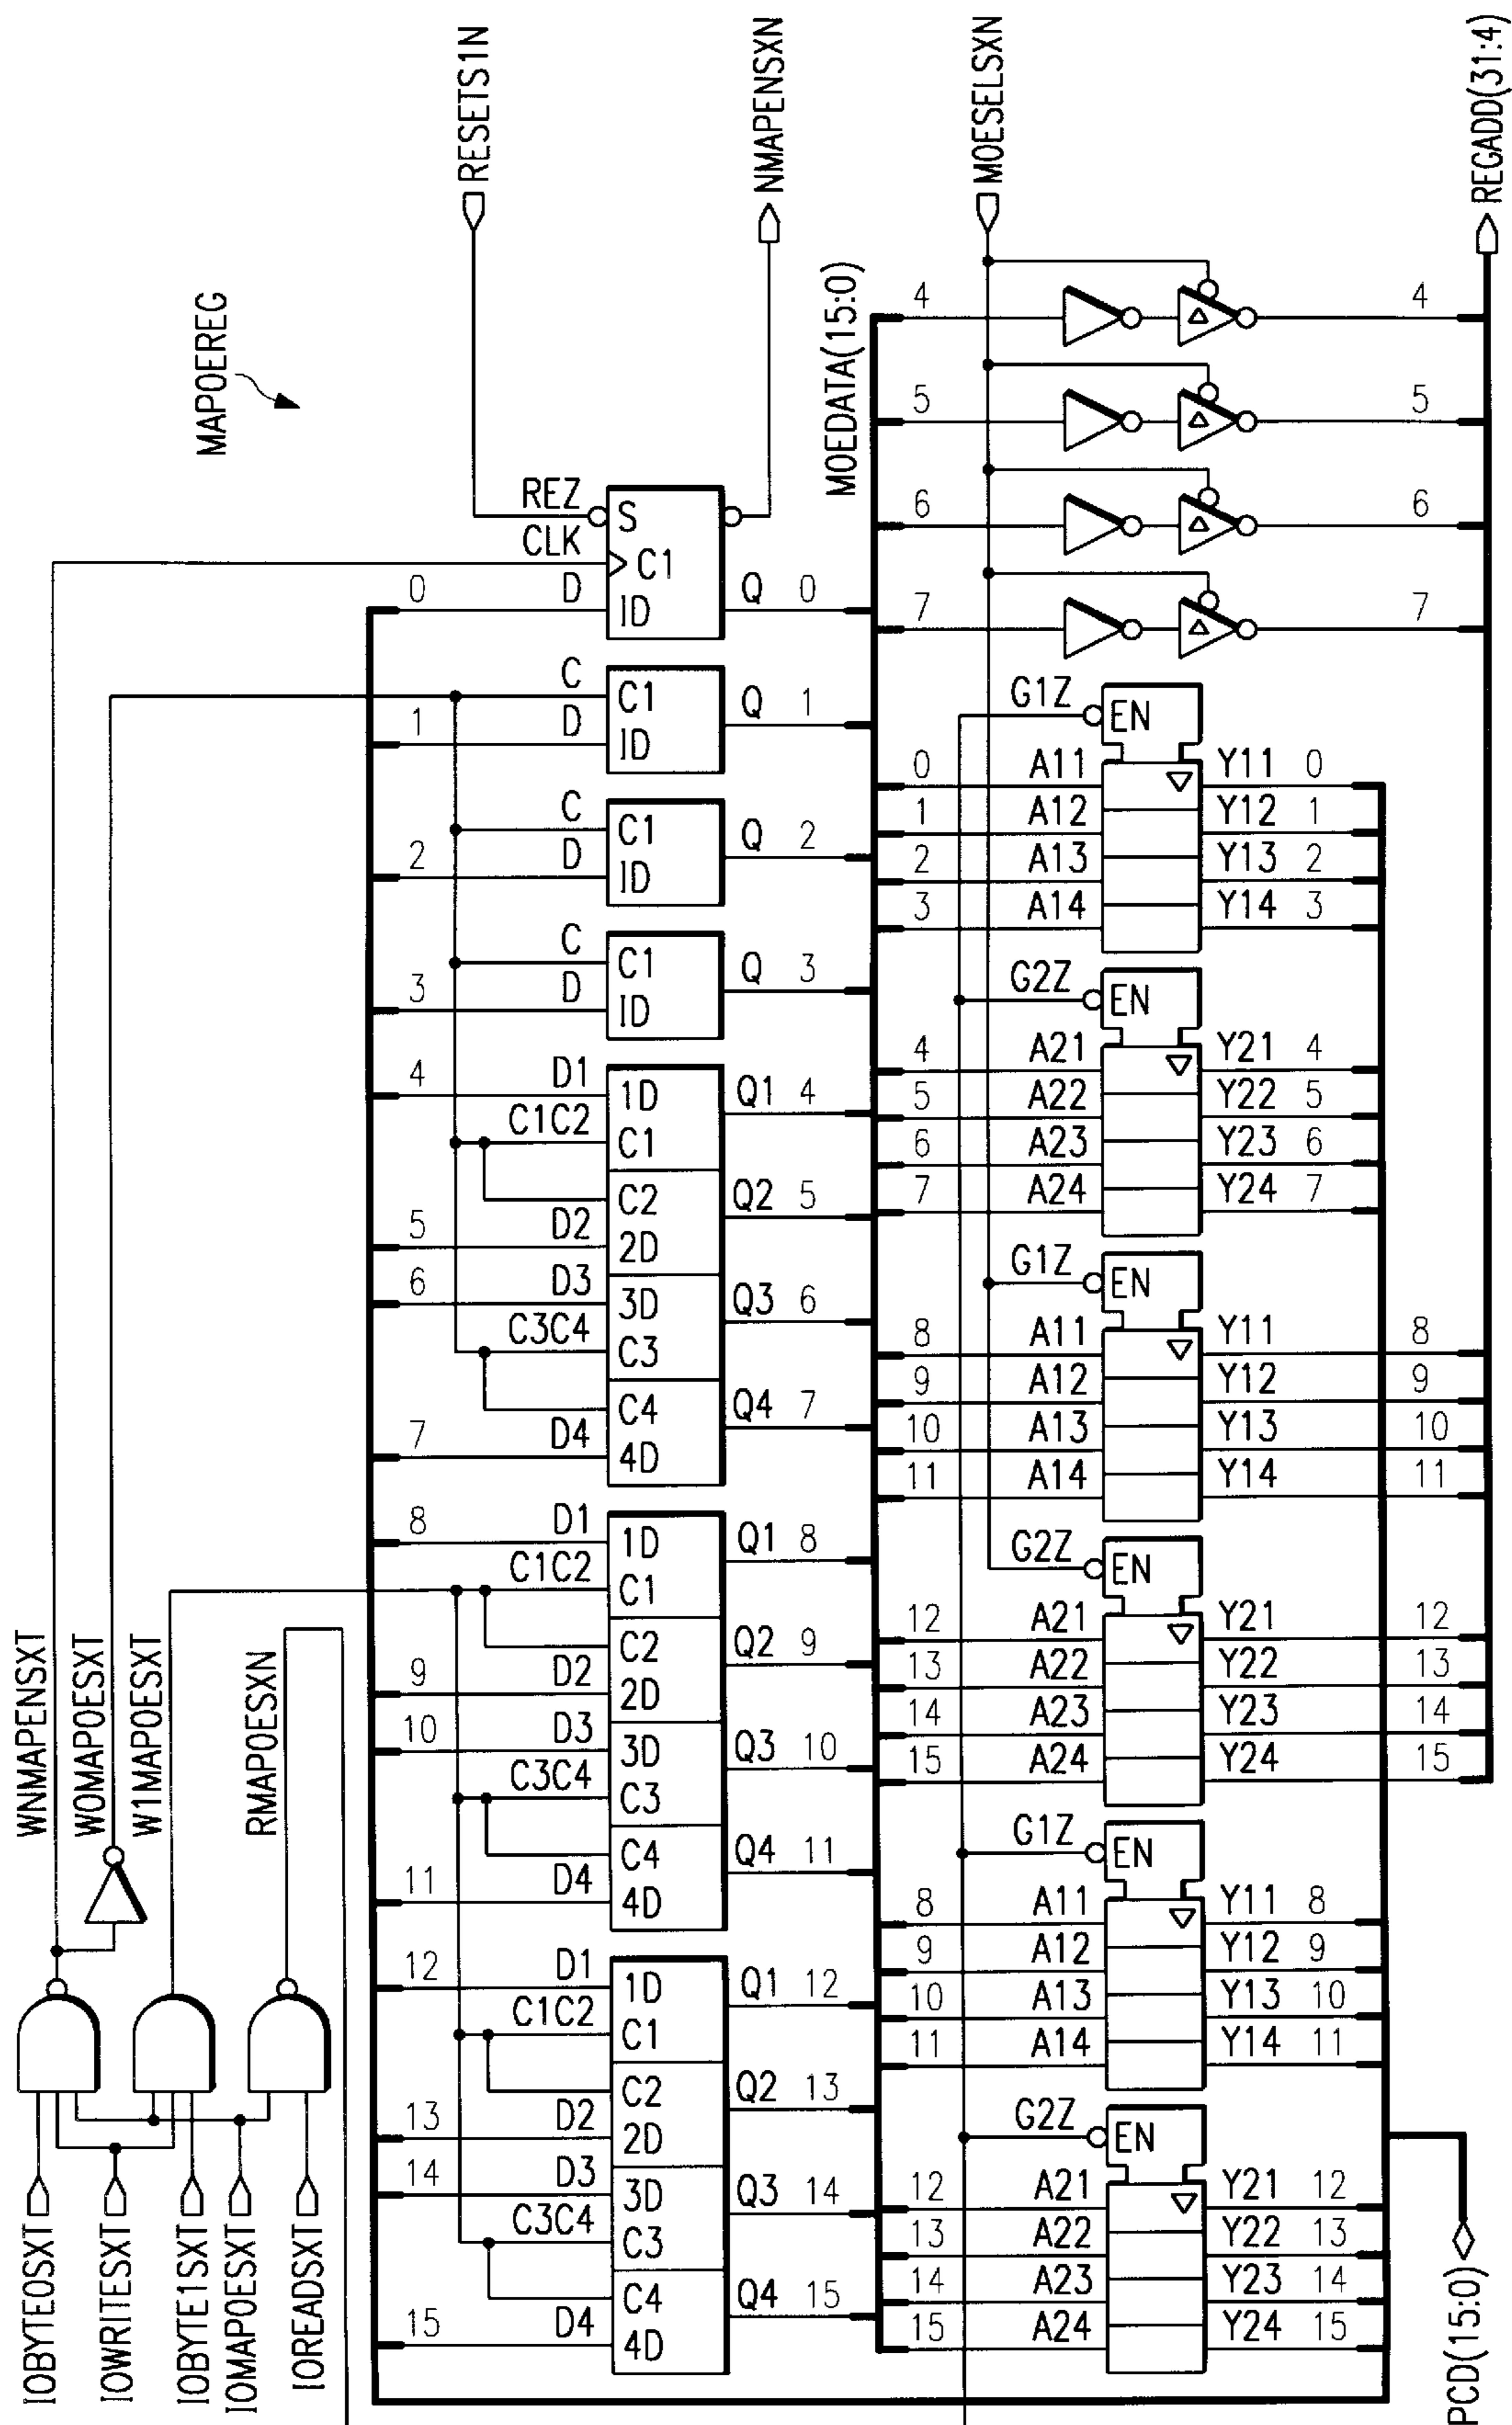 MAPOEREG
RESETS1N
NMAPENSXN
MOESELSXN
REGADD(31:4)
WNMAPENSXT
WOMAPOESXT
W1MAPOESXT
RMAPOESXN
IOBYTEOSXT
IOWRITESXT
IOBYTE1SXT
IOMAPOESXT
IOREADSXT
MOEDATA(15:0)
PCD(15:0)
REZ S
CLK C1
0 D ID Q 0
C C1
1 D ID Q 1
C C1
2 D ID Q 2
C C1
3 D ID Q 3
4 D1 1D Q1 4
C1C2 C1
C2 Q2 5
5 D2 2D
6 D3 3D Q3 6
C3C4 C3
C4 Q4 7
7 D4 4D
8 D1 1D Q1 8
C1C2 C1
C2 Q2 9
9 D2 2D
10 D3 3D Q3 10
C3C4 C3
C4 Q4 11
11 D4 4D
12 D1 1D Q1 12
C1C2 C1
C2 Q2 13
13 D2 2D
14 D3 3D Q3 14
C3C4 C3
C4 Q4 15
15 D4 4D
4 4
5 5
6 6
7 7
G1Z EN
0 A11 Y11 0
1 A12 Y12 1
2 A13 Y13 2
3 A14 Y14 3
G2Z EN
4 A21 Y21 4
5 A22 Y22 5
6 A23 Y23 6
7 A24 Y24 7
G1Z EN
8 A11 Y11 8
9 A12 Y12 9
10 A13 Y13 10
11 A14 Y14 11
G2Z EN
12 A21 Y21 12
13 A22 Y22 13
14 A23 Y23 14
15 A24 Y24 15
G1Z EN
8 A11 Y11 8
9 A12 Y12 9
10 A13 Y13 10
11 A14 Y14 11
G2Z EN
12 A21 Y21 12
13 A22 Y22 13
14 A23 Y23 14
15 A24 Y24 15